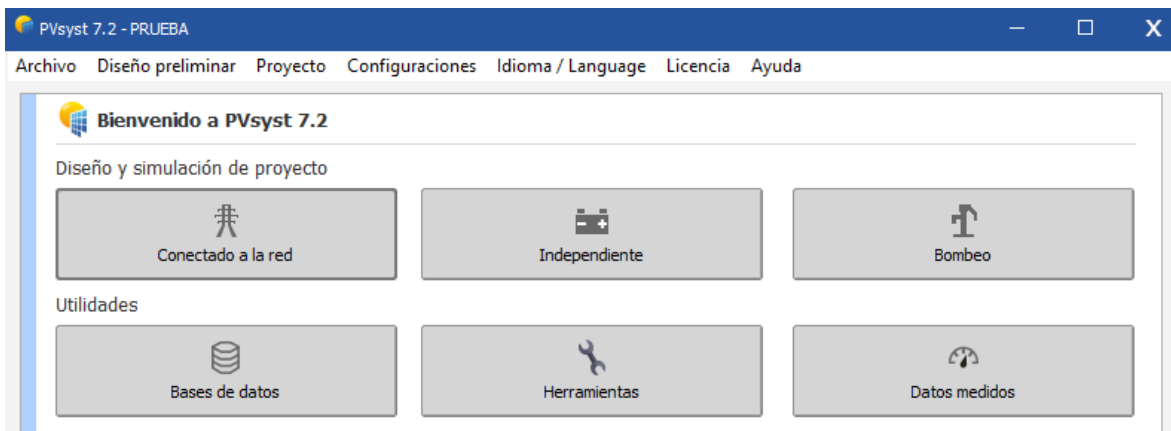 PVsyst 7.2 - PRUEBA
Archivo Diseño preliminar Proyecto Configuraciones Idioma / Language Licencia Ayuda
Bienvenido a PVsyst 7.2
Diseño y simulación de proyecto
Conectado a la red Independiente Bombeo
Utilidades
Bases de datos Herramientas Datos medidos